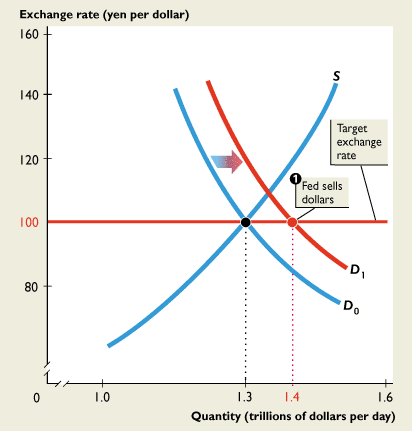 Exchange rate (yen per dollar)
160
140
120
100
80
0
S
Target
exchange
rate
1
Fed sells
dollars
D1
D0
1.0
1.3
1.4
1.6
Quantity (trillions of dollars per day)